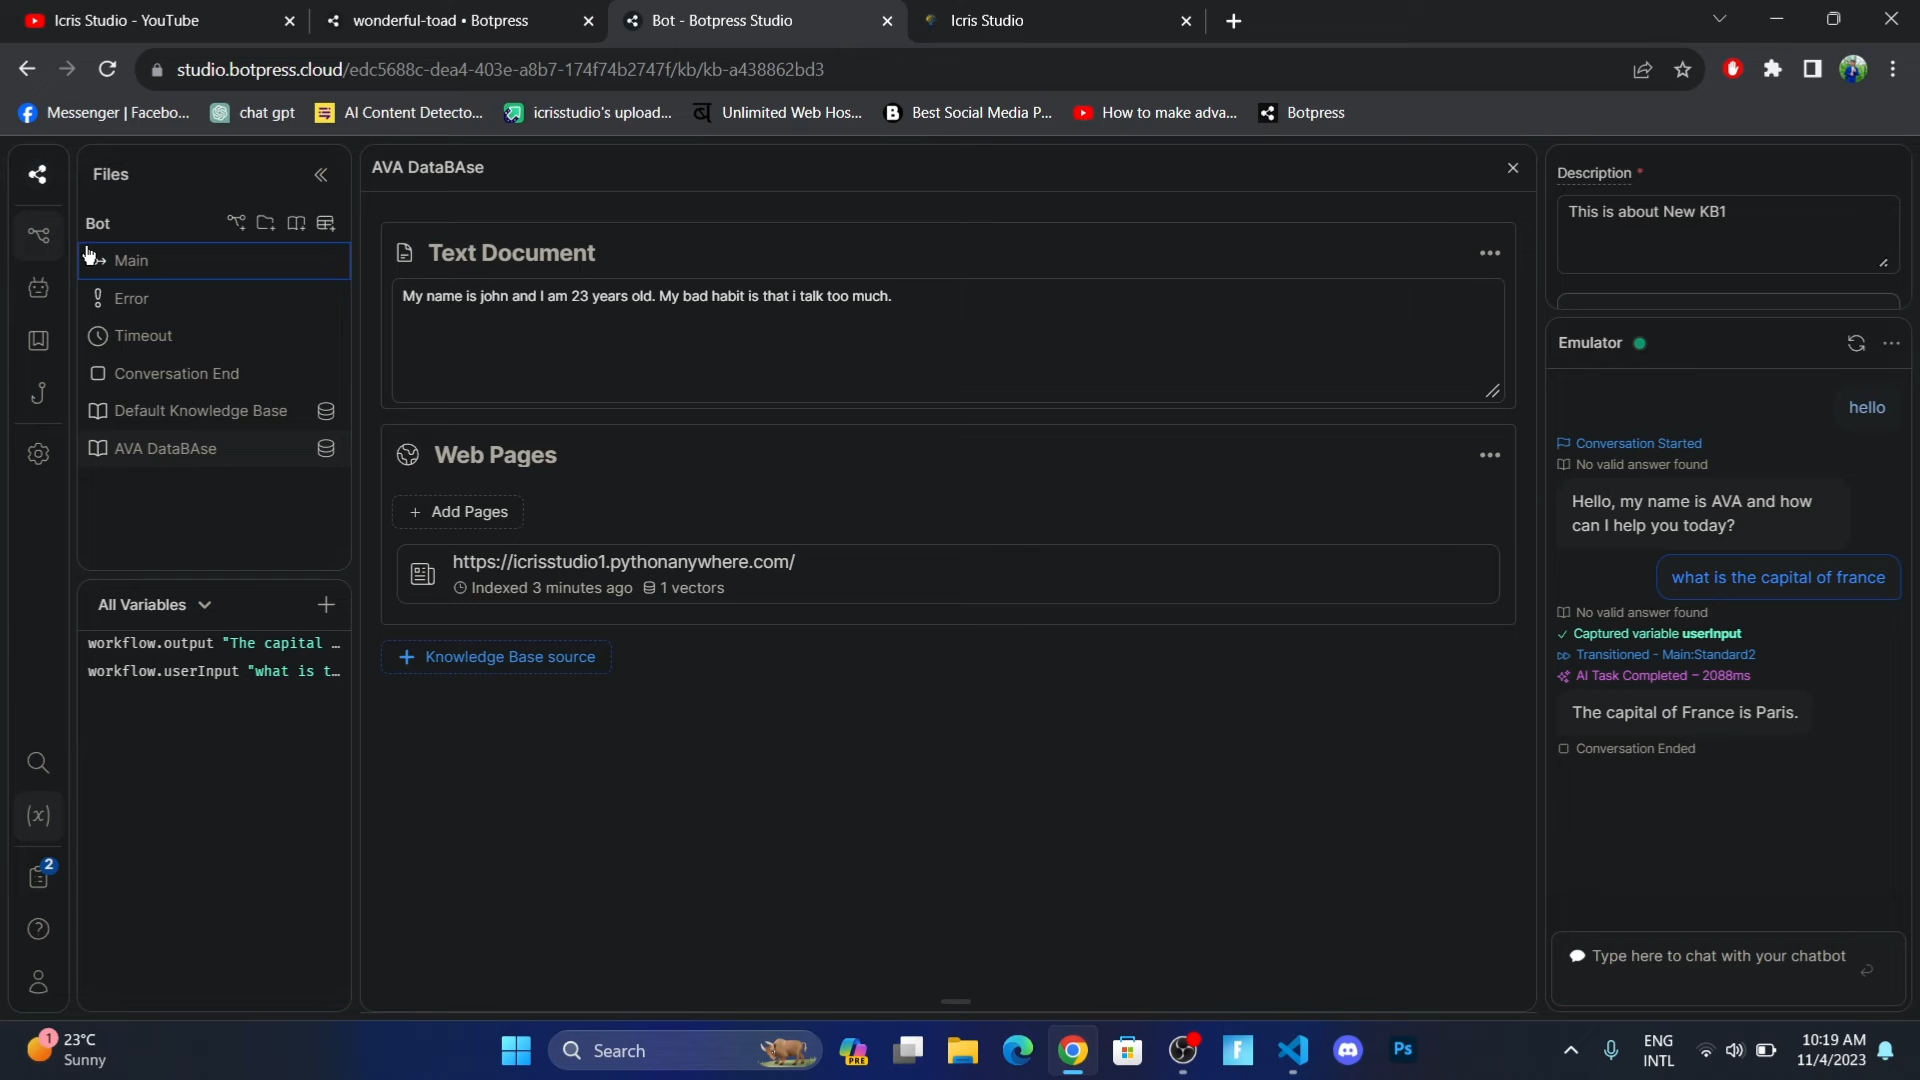 Icris Studio - YouTube
wonderful-toad • Botpress
Bot - Botpress Studio
Icris Studio
studio.botpress.cloud/edc5688c-dea4-403e-a8b7-174f74b2747f/kb/kb-a438862bd3
Messenger | Facebo...
chat gpt
AI Content Detecto...
icrisstudio's upload...
Unlimited Web Hos...
Best Social Media P...
How to make adva...
Botpress
Files
Bot
Main
Error
Timeout
Conversation End
Default Knowledge Base
AVA DataBAse
All Variables
workflow.output "The capital …
workflow.userInput "what is t…
2
AVA DataBAse
Text Document
My name is john and I am 23 years old. My bad habit is that i talk too much.
Web Pages
+ Add Pages
https://icrisstudio1.pythonanywhere.com/
Indexed 3 minutes ago 1 vectors
+ Knowledge Base source
Description *
This is about New KB1
Emulator
hello
Conversation Started
No valid answer found
Hello, my name is AVA and how
can I help you today?
what is the capital of france
No valid answer found
Captured variable userInput
Transitioned - Main:Standard2
AI Task Completed – 2088ms
The capital of France is Paris.
Conversation Ended
Type here to chat with your chatbot
1
23°C
Sunny
Search
PRE
Ps
ENG
INTL
10:19 AM
11/4/2023